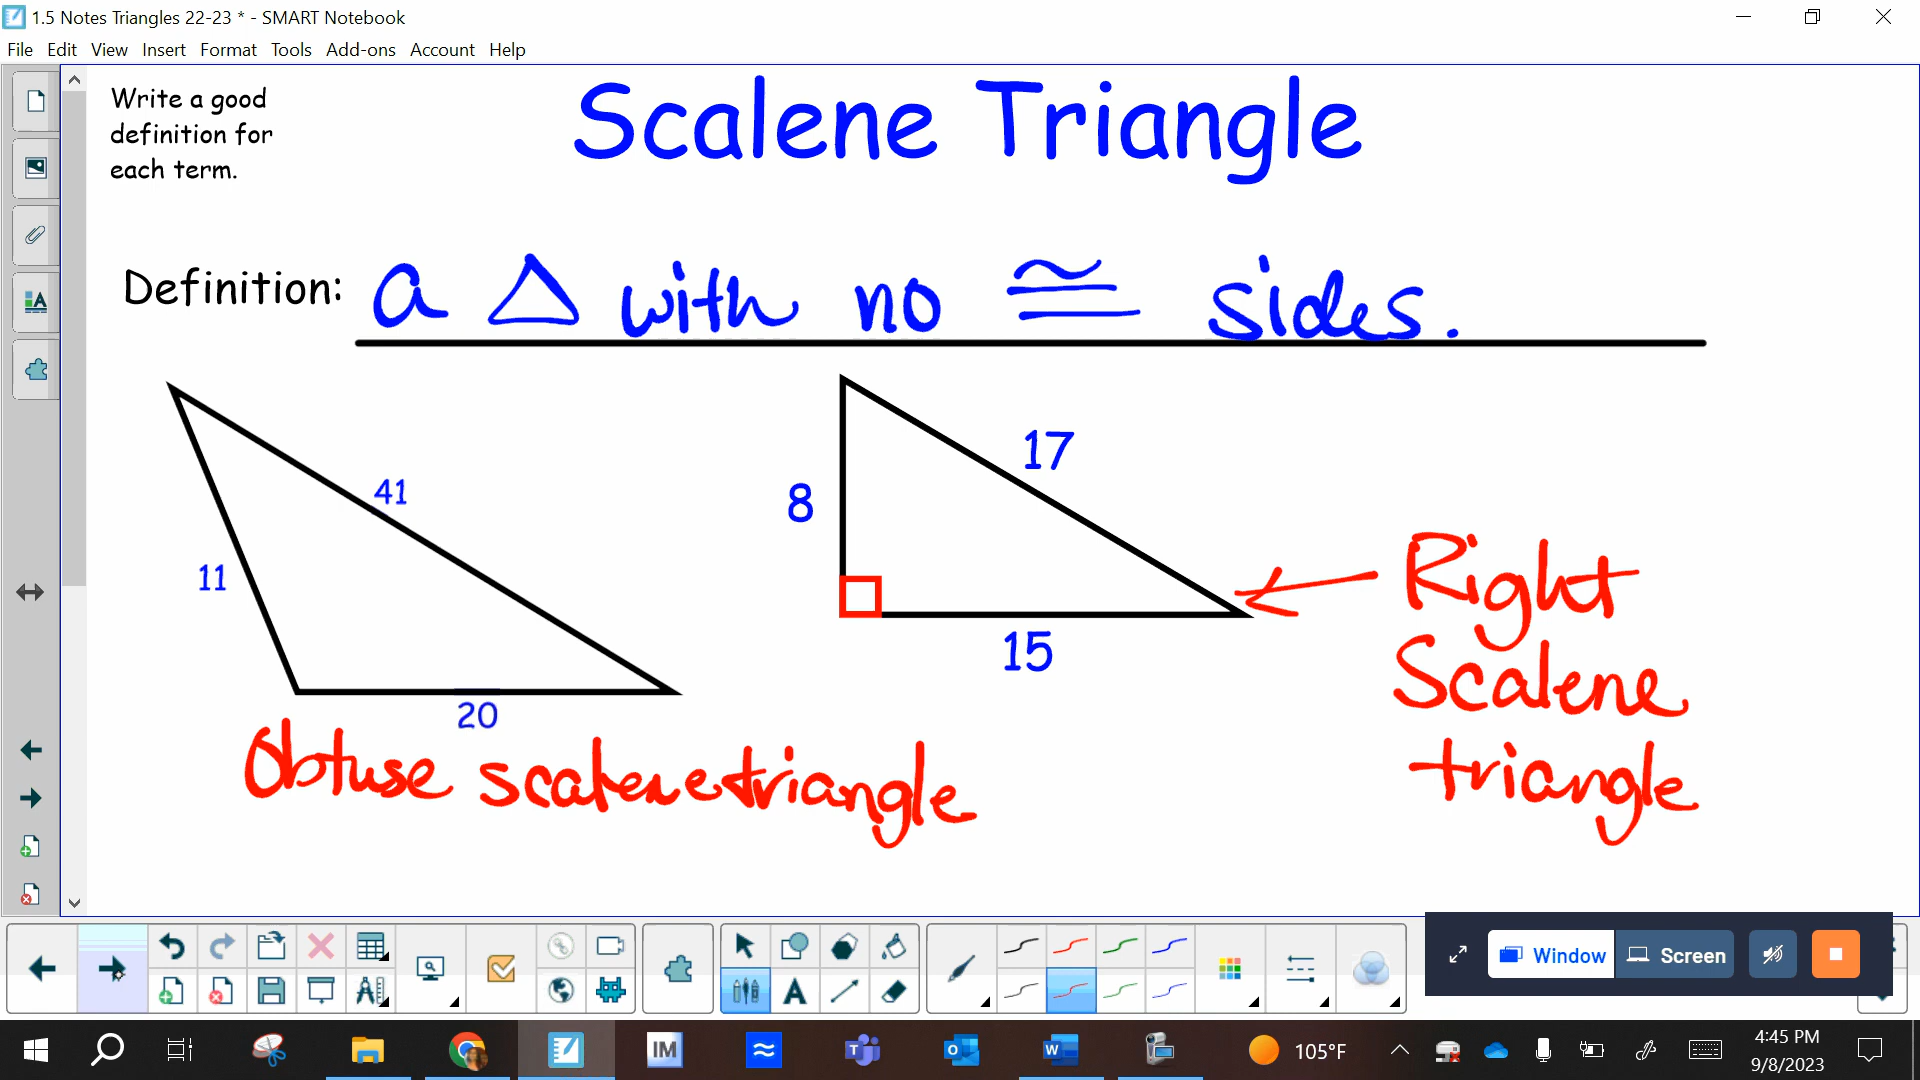 1.5 Notes Triangles 22-23 * - SMART Notebook
File Edit View Insert Format Tools Add-ons Account Help
Write a good
definition for
each term.
Scalene Triangle
Definition: a △ with no ≅ sides.
41
11
20
Obtuse scalene triangle
17
8
15
Right
Scalene
triangle
Window Screen
IM
105°F
4:45 PM
9/8/2023